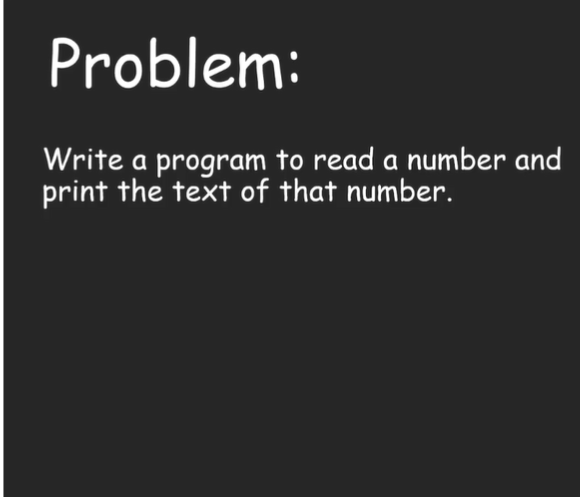 Problem:
Write a program to read a number and
print the text of that number.